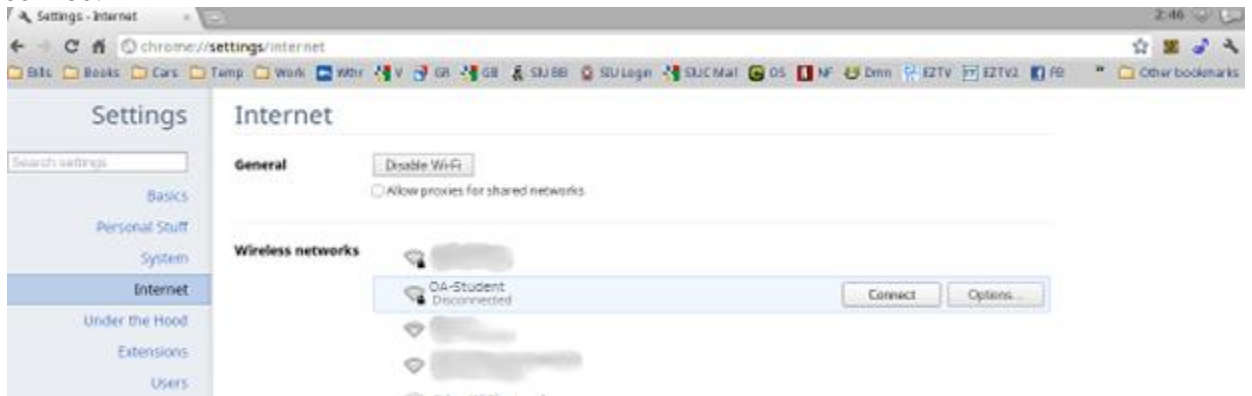 Settings - Internet
2:46
chrome://settings/internet
Bills Books Cars Temp Work Wthr V GR GB SIU BB SIU Login SIUC Mail OS NF Dmn EZTV EZTV2 FB » Other bookmarks
Settings
Internet
Search settings
General
Disable Wi-Fi
Allow proxies for shared networks
Basics
Personal Stuff
System
Wireless networks
Internet
OA-Student
Disconnected
Connect
Options...
Under the Hood
Extensions
Users